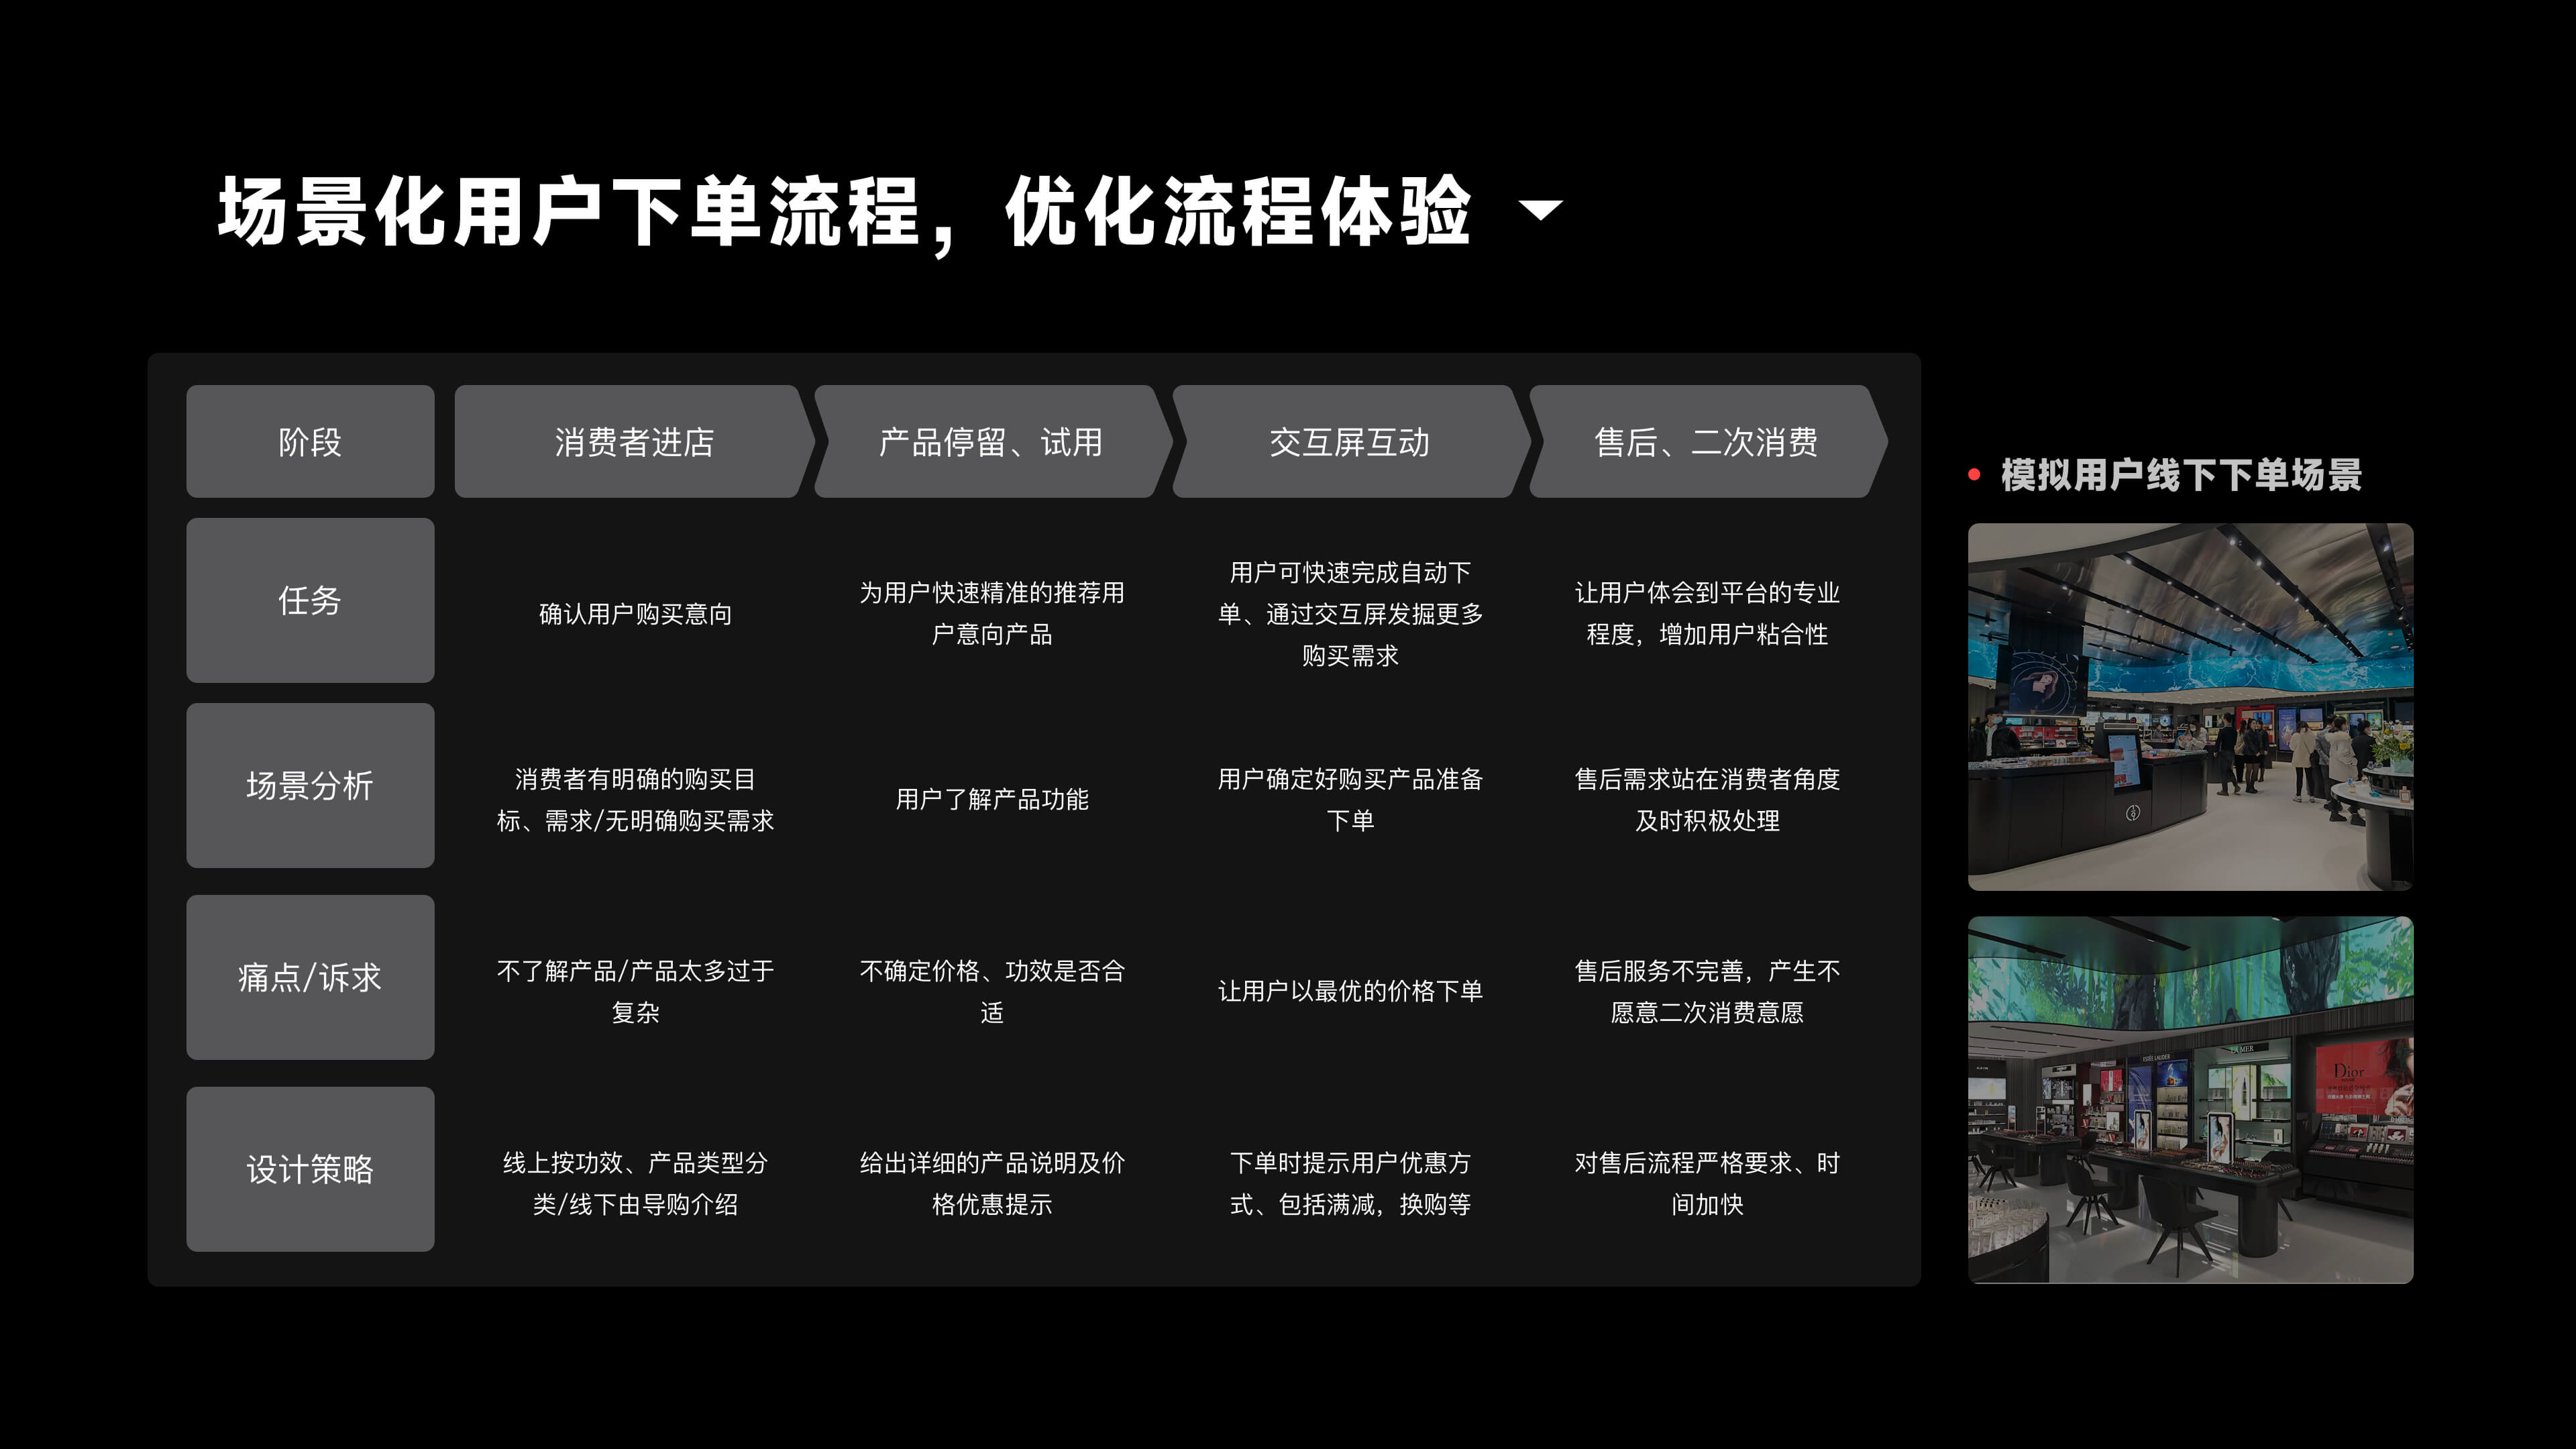 场景化用户下单流程，优化流程体验
阶段
消费者进店
产品停留、试用
交互屏互动
售后、二次消费
任务
确认用户购买意向
为用户快速精准的推荐用
户意向产品
用户可快速完成自动下
单、通过交互屏发掘更多
购买需求
让用户体会到平台的专业
程度，增加用户粘合性
场景分析
消费者有明确的购买目
标、需求/无明确购买需求
用户了解产品功能
用户确定好购买产品准备
下单
售后需求站在消费者角度
及时积极处理
痛点/诉求
不了解产品/产品太多过于
复杂
不确定价格、功效是否合
适
让用户以最优的价格下单
售后服务不完善，产生不
愿意二次消费意愿
设计策略
线上按功效、产品类型分
类/线下由导购介绍
给出详细的产品说明及价
格优惠提示
下单时提示用户优惠方
式、包括满减，换购等
对售后流程严格要求、时
间加快
模拟用户线下下单场景
ESTEE LAUDER
LA MER
Dior